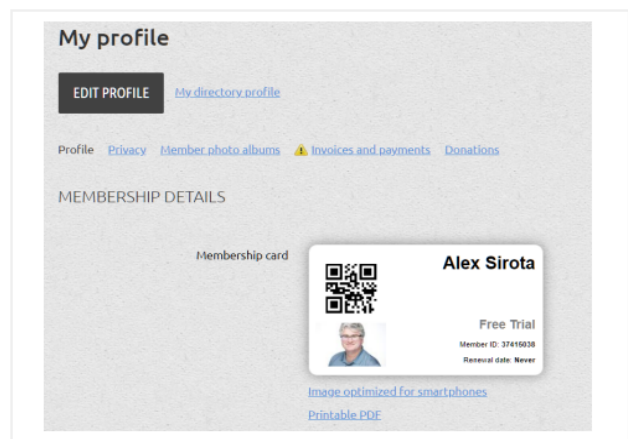 My profile
EDIT PROFILE My directory profile
Profile Privacy Member photo albums Invoices and payments Donations
MEMBERSHIP DETAILS
Membership card
Alex Sirota
Free Trial
Member ID: 37415038
Renewal date: Never
Image optimized for smartphones
Printable PDF